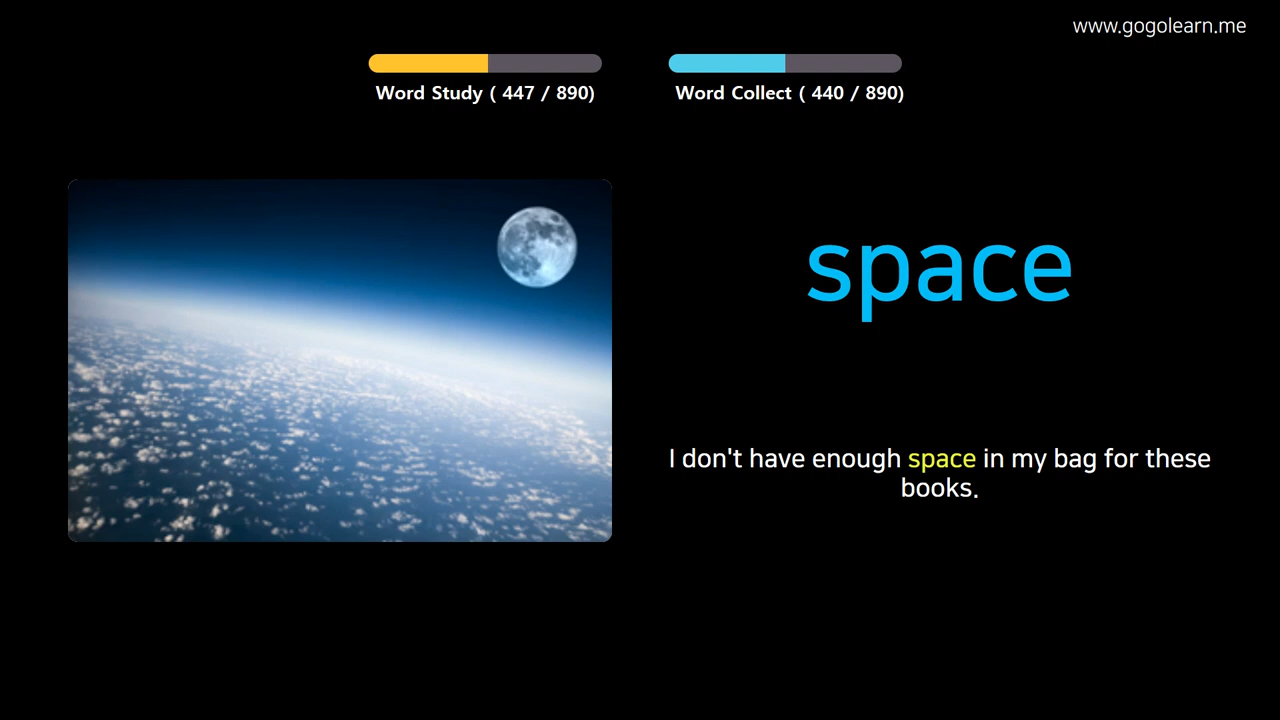 www.gogolearn.me
Word Study ( 447 / 890)
Word Collect ( 440 / 890)
space
I don't have enough space in my bag for these
books.